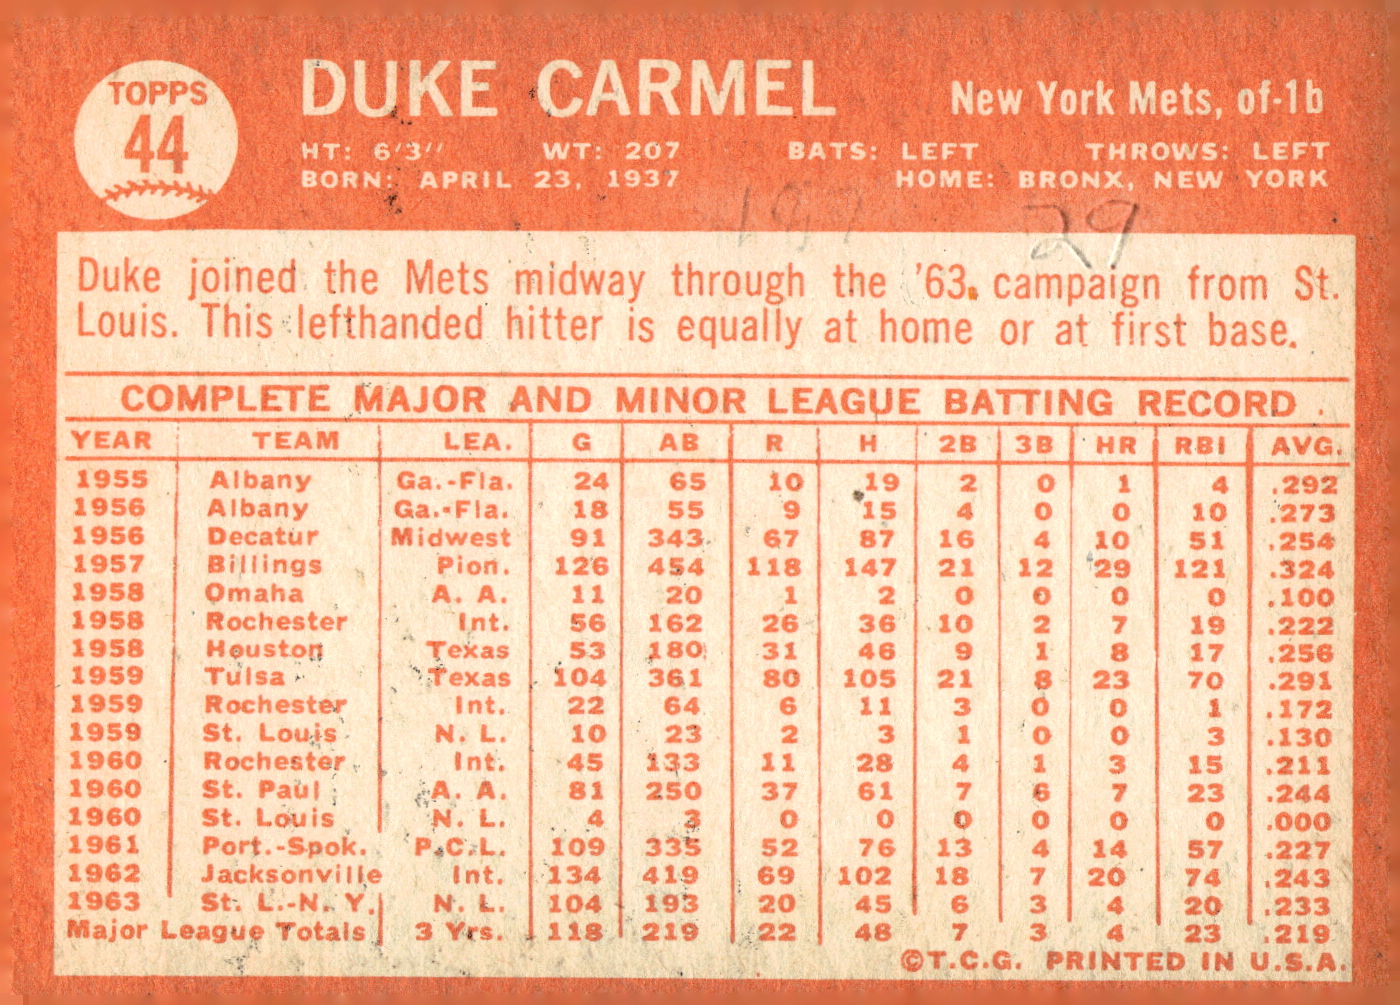 TOPPS
44
DUKE CARMEL
New York Mets, of-1b
HT: 6'3" WT: 207 BATS: LEFT THROWS: LEFT
BORN: APRIL 23, 1937 HOME: BRONX, NEW YORK
29
Duke joined the Mets midway through the '63 campaign from St.
Louis. This lefthanded hitter is equally at home or at first base.
COMPLETE MAJOR AND MINOR LEAGUE BATTING RECORD
YEAR TEAM LEA. G AB R H 2B 3B HR RBI AVG.
1955 Albany Ga.-Fla. 24 65 10 19 2 0 1 4 .292
1956 Albany Ga.-Fla. 18 55 9 15 4 0 0 10 .273
1956 Decatur Midwest 91 343 67 87 16 4 10 51 .254
1957 Billings Pion. 126 454 118 147 21 12 29 121 .324
1958 Omaha A. A. 11 20 1 2 0 0 0 0 .100
1958 Rochester Int. 56 162 26 36 10 2 7 19 .222
1958 Houston Texas 53 180 31 46 9 1 8 17 .256
1959 Tulsa Texas 104 361 80 105 21 8 23 70 .291
1959 Rochester Int. 22 64 6 11 3 0 0 1 .172
1959 St. Louis N. L. 10 23 2 3 1 0 0 3 .130
1960 Rochester Int. 45 133 11 28 4 1 3 15 .211
1960 St. Paul A. A. 81 250 37 61 7 6 7 23 .244
1960 St. Louis N. L. 4 3 0 0 0 0 0 0 .000
1961 Port.-Spok. P.C.L. 109 335 52 76 13 4 14 57 .227
1962 Jacksonville Int. 134 419 69 102 18 7 20 74 .243
1963 St. L.-N. Y. N. L. 104 193 20 45 6 3 4 20 .233
Major League Totals 3 Yrs. 118 219 22 48 7 3 4 23 .219
©T.C.G. PRINTED IN U.S.A.